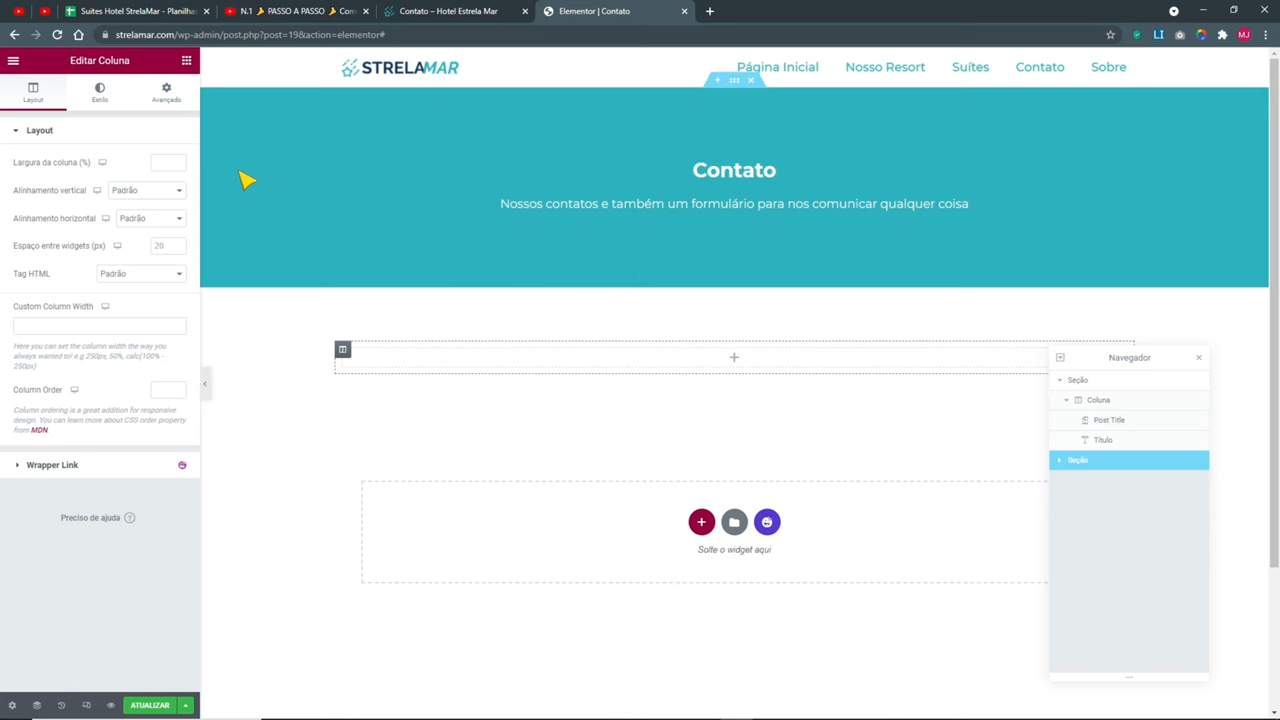 Suites Hotel StrelaMar - Planilha
N.1 PASSO A PASSO Com
Contato – Hotel Estrela Mar
Elementor | Contato
strelamar.com/wp-admin/post.php?post=19&action=elementor#
LI
MJ
Editar Coluna
Layout
Estilo
Avançado
Layout
Largura da coluna (%)
Alinhamento vertical
Padrão
Alinhamento horizontal
Padrão
Espaço entre widgets (px)
20
Tag HTML
Padrão
Custom Column Width
Here you can set the column width the way you
always wanted to! e.g 250px, 50%, calc(100% -
250px)
Column Order
Column ordering is a great addition for responsive
design. You can learn more about CSS order property
from MDN.
Wrapper Link
Preciso de ajuda
ATUALIZAR
STRELAMAR
Página Inicial
Nosso Resort
Suítes
Contato
Sobre
Contato
Nossos contatos e também um formulário para nos comunicar qualquer coisa
Solte o widget aqui
Navegador
Seção
Coluna
Post Title
Título
Seção